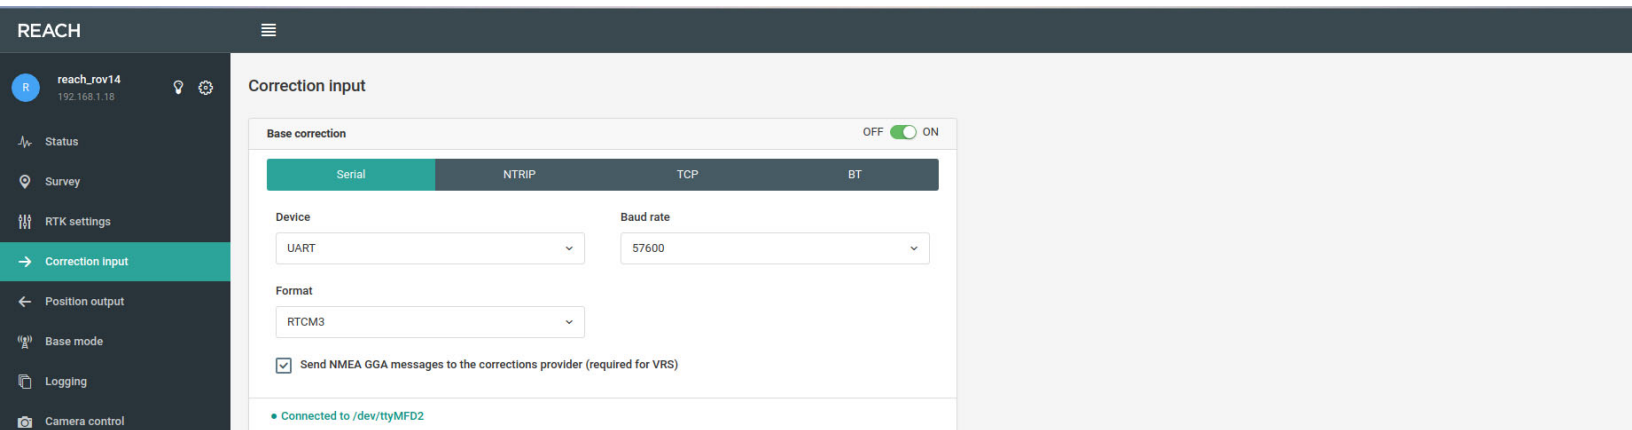 REACH
R
reach_rov14
192.168.1.18
Status
Survey
RTK settings
Correction input
Position output
Base mode
Logging
Camera control
Correction input
Base correction
OFF ON
Serial NTRIP TCP BT
Device Baud rate
UART 57600
Format
RTCM3
Send NMEA GGA messages to the corrections provider (required for VRS)
Connected to /dev/ttyMFD2